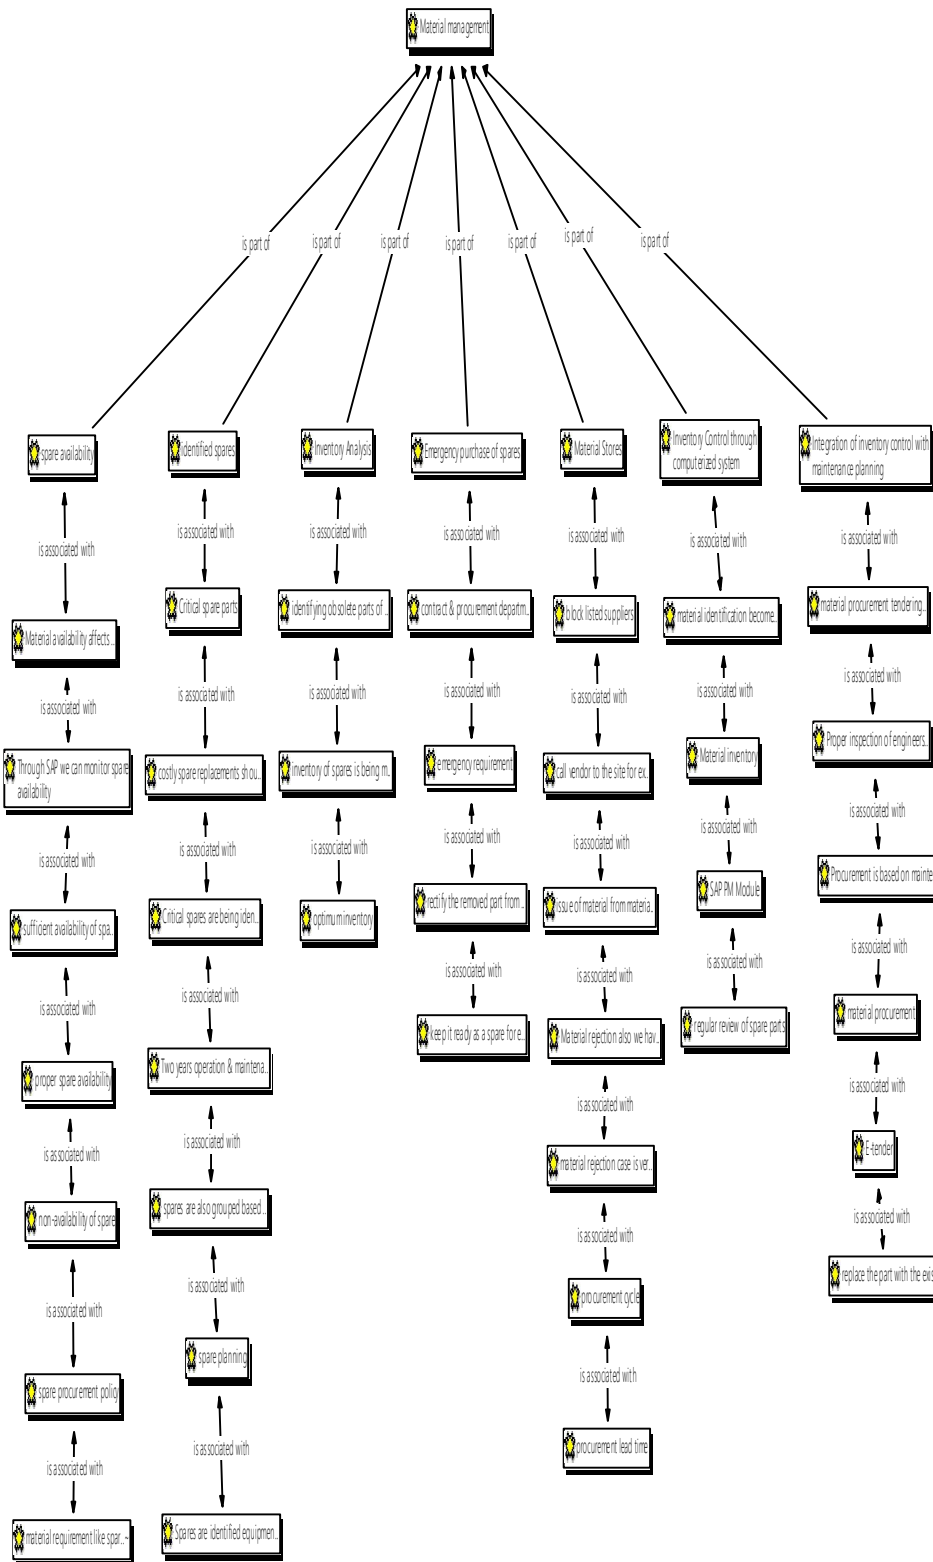 Material management
is part of
is part of
is part of
is part of
is part of
is part of
is part of
spare availability
identified spares
Inventory Analysis
Emergency purchase of spares
Material Stores
Inventory Control through
computerized system
Integration of inventory control with
maintenance planning
is associated with
is associated with
is associated with
is associated with
is associated with
is associated with
is associated with
Material availability affects..
Critical spare parts
identifying obsolete parts of ..
contract & procurement departm..
block listed suppliers
material identification become..
material procurement tendering..
is associated with
is associated with
is associated with
is associated with
is associated with
is associated with
is associated with
Through SAP we can monitor spare
availability
costly spare replacements shou..
inventory of spares is being m..
emergency requirement
call vendor to the site for ex..
Material inventory
Proper inspection of engineers..
is associated with
is associated with
is associated with
is associated with
is associated with
is associated with
is associated with
sufficient availability of spa..
Critical spares are being iden..
optimum inventory
rectify the removed part from ..
issue of material from materia..
SAP PM Module
Procurement is based on mainte
is associated with
is associated with
is associated with
is associated with
is associated with
is associated with
proper spare availability
Two years operation & maintena..
keep it ready as a spare for e..
Material rejection also we hav..
regular review of spare parts
material procurement
is associated with
is associated with
is associated with
is associated with
non-availability of spare
spares are also grouped based ..
material rejection case is ver..
E-tender
is associated with
is associated with
is associated with
is associated with
spare procurement policy
spare planning
procurement cycle
replace the part with the exis
is associated with
is associated with
is associated with
material requirement like spar.. ~
Spares are identified equipmen..
procurement lead time